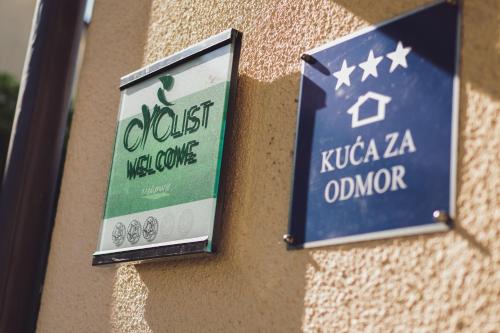 CYCLIST
WELCOME
KUĆA ZA
ODMOR